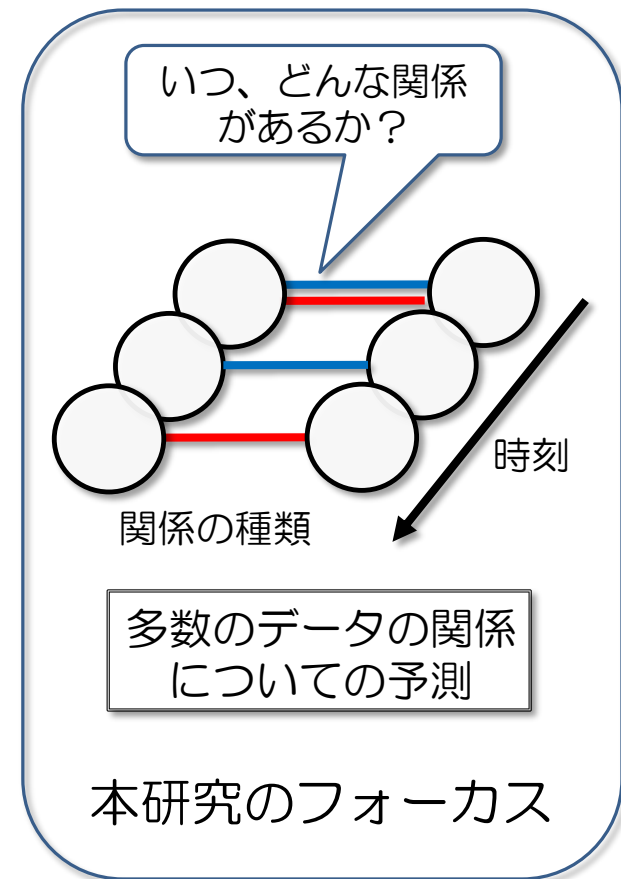 いつ、どんな関係
があるか？
時刻
関係の種類
多数のデータの関係
についての予測
本研究のフォーカス